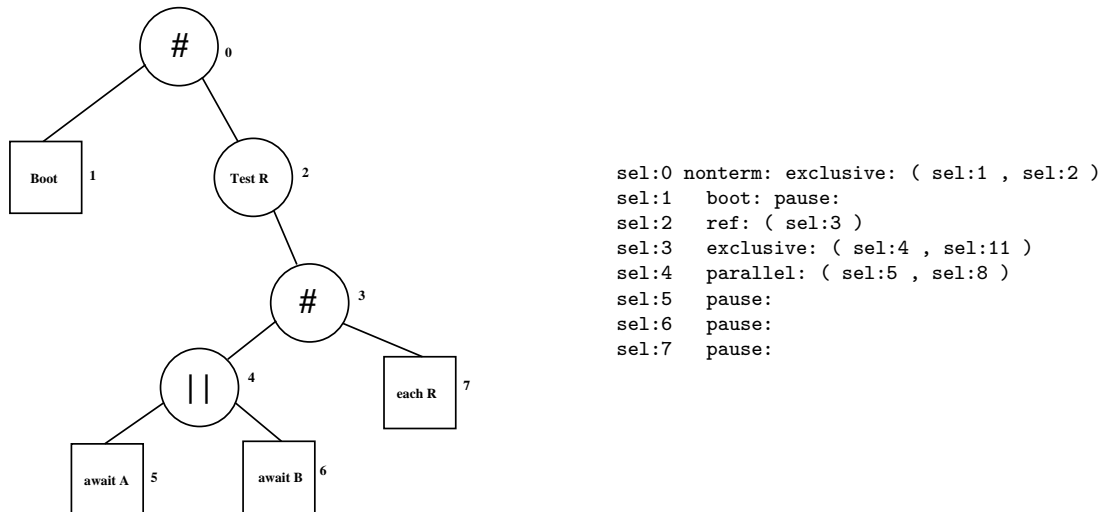 #
0
Boot
1
Test R
2
#
3
||
4
each R
7
await A
5
await B
6
sel:0 nonterm: exclusive: ( sel:1 , sel:2 )
sel:1 boot: pause:
sel:2 ref: ( sel:3 )
sel:3 exclusive: ( sel:4 , sel:11 )
sel:4 parallel: ( sel:5 , sel:8 )
sel:5 pause:
sel:6 pause:
sel:7 pause: